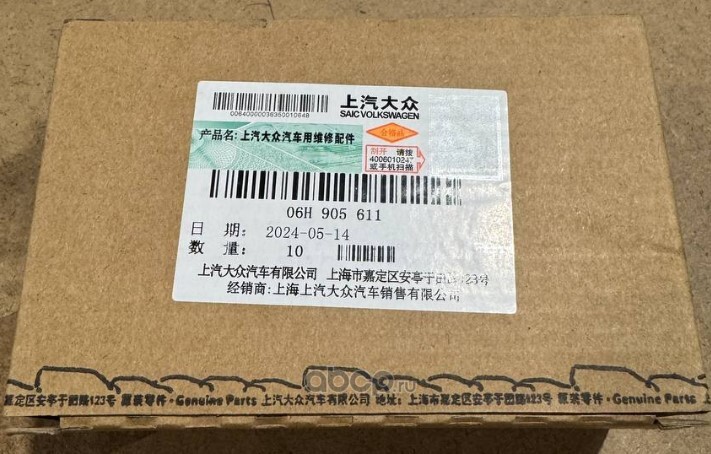 上汽大众
SAIC VOLKSWAGEN
00640000036360010848
产品名: 上汽大众汽车用维修配件
合格品
刮开 请拨
400601024
或手机扫描
06H 905 611
日 期: 2024-05-14
数 量: 10
上汽大众汽车有限公司 上海市嘉定区安亭于田路123号
经销商:上海上汽大众汽车销售有限公司
abcp.ru
嘉定区安亭于田路123号 原装零件·Genuine Parts 上汽大众汽车有限公司 地址: 上海市嘉定区安亭于田路123号 原装零件·Genuine Parts 上